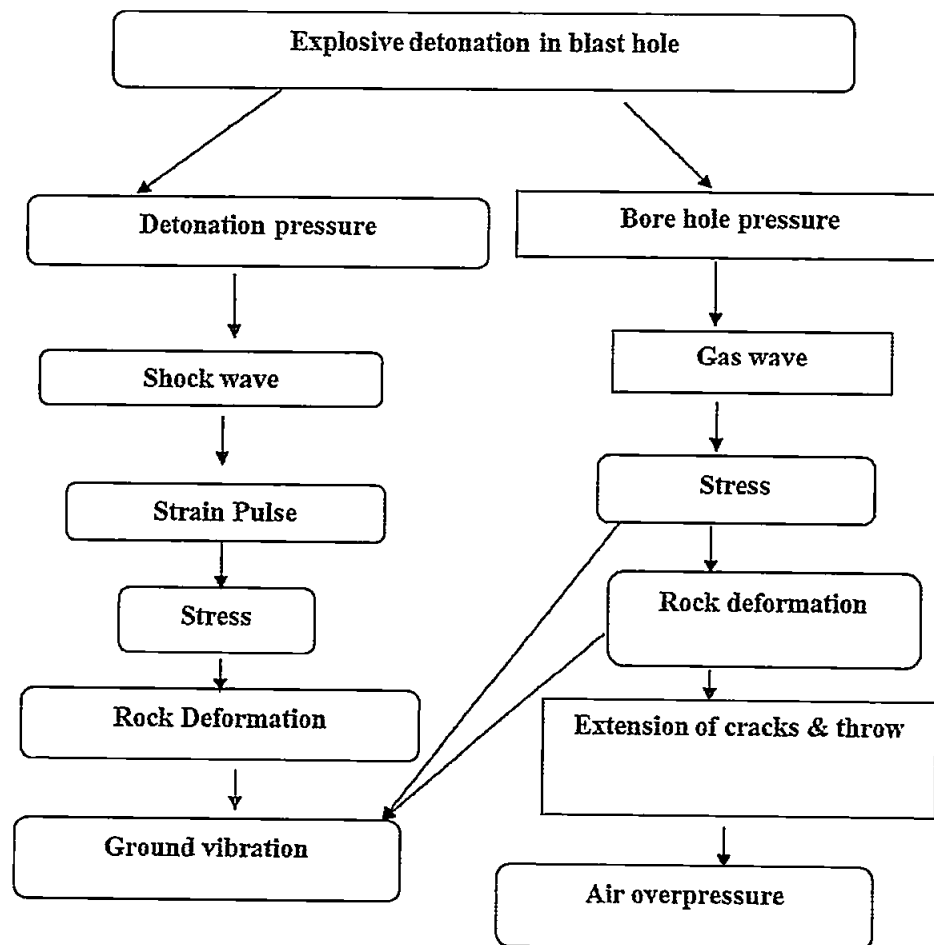 Explosive detonation in blast hole
Detonation pressure
Bore hole pressure
Shock wave
Gas wave
Strain Pulse
Stress
Stress
Rock deformation
Rock Deformation
Extension of cracks & throw
Ground vibration
Air overpressure